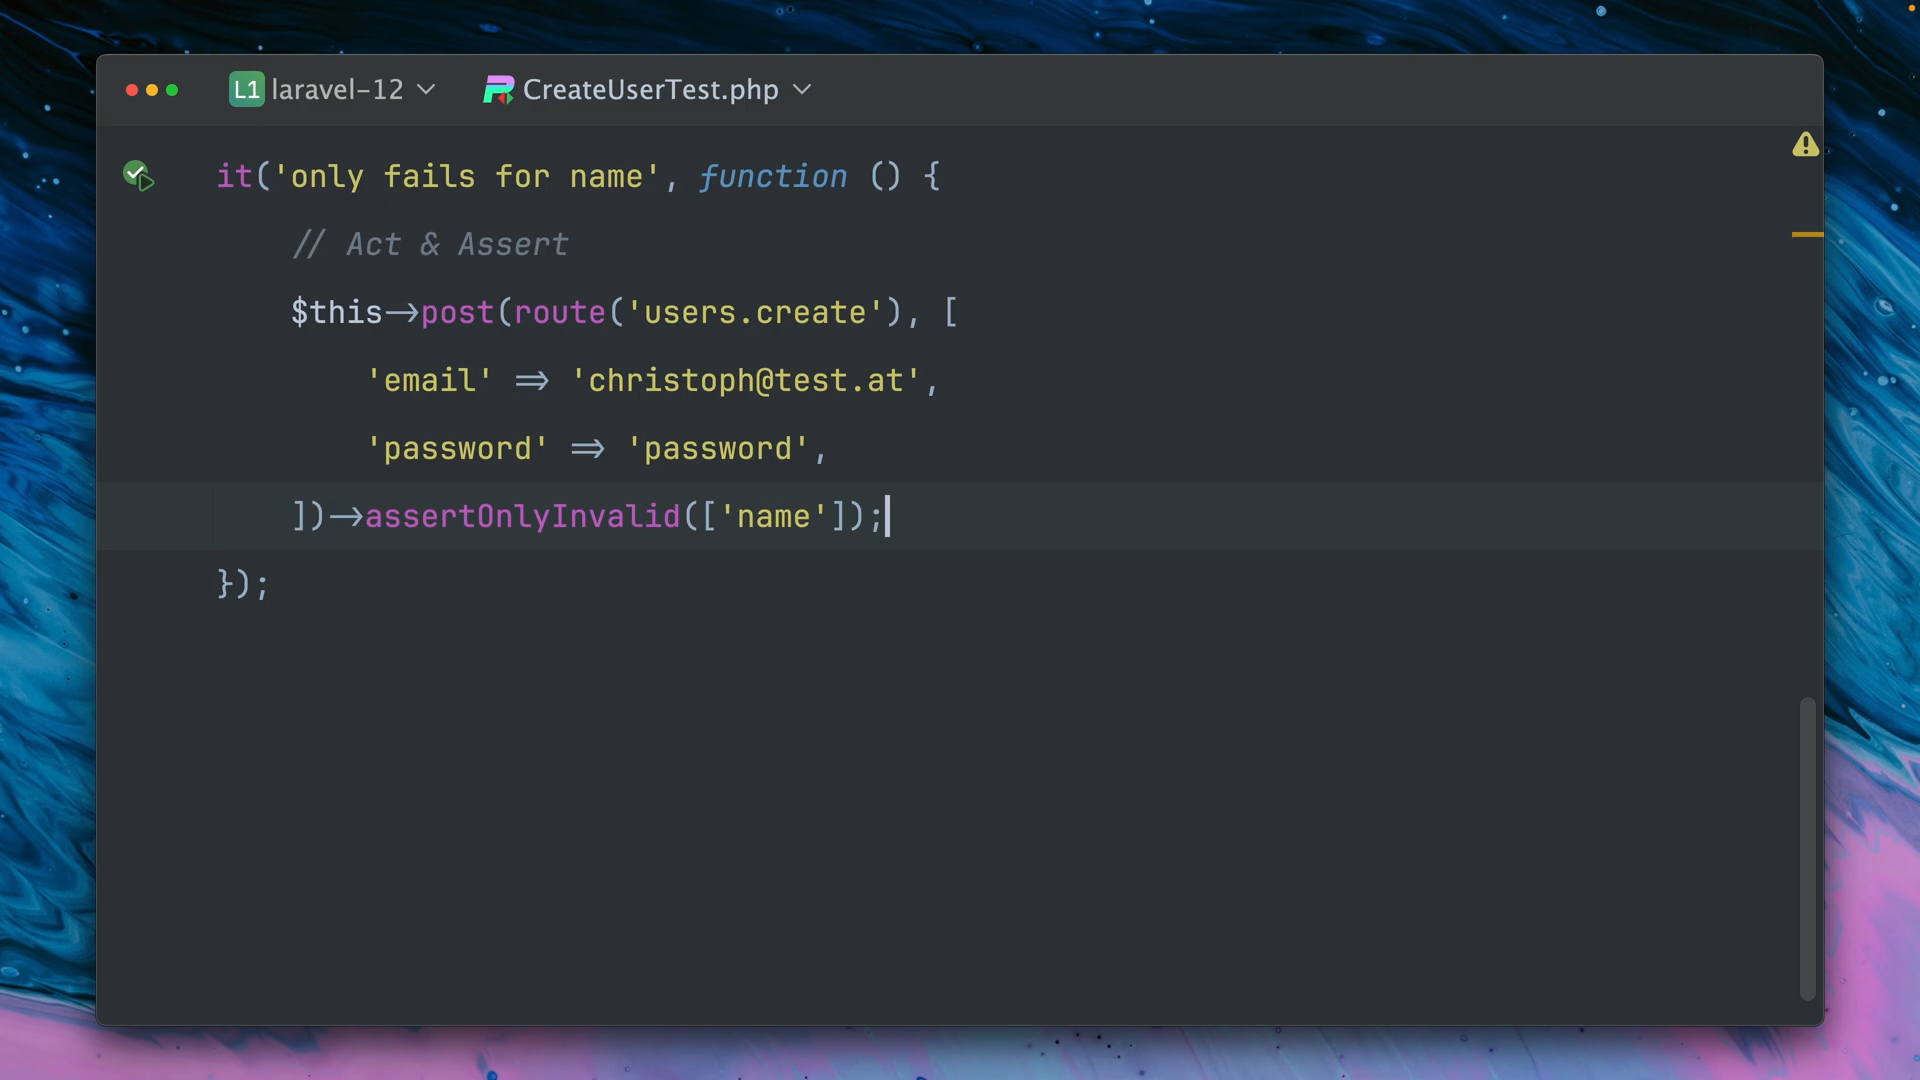 L1 laravel-12 CreateUserTest.php
it('only fails for name', function () {
// Act & Assert
$this->post(route('users.create'), [
'email' => 'christoph@test.at',
'password' => 'password',
])->assertOnlyInvalid(['name']);
});